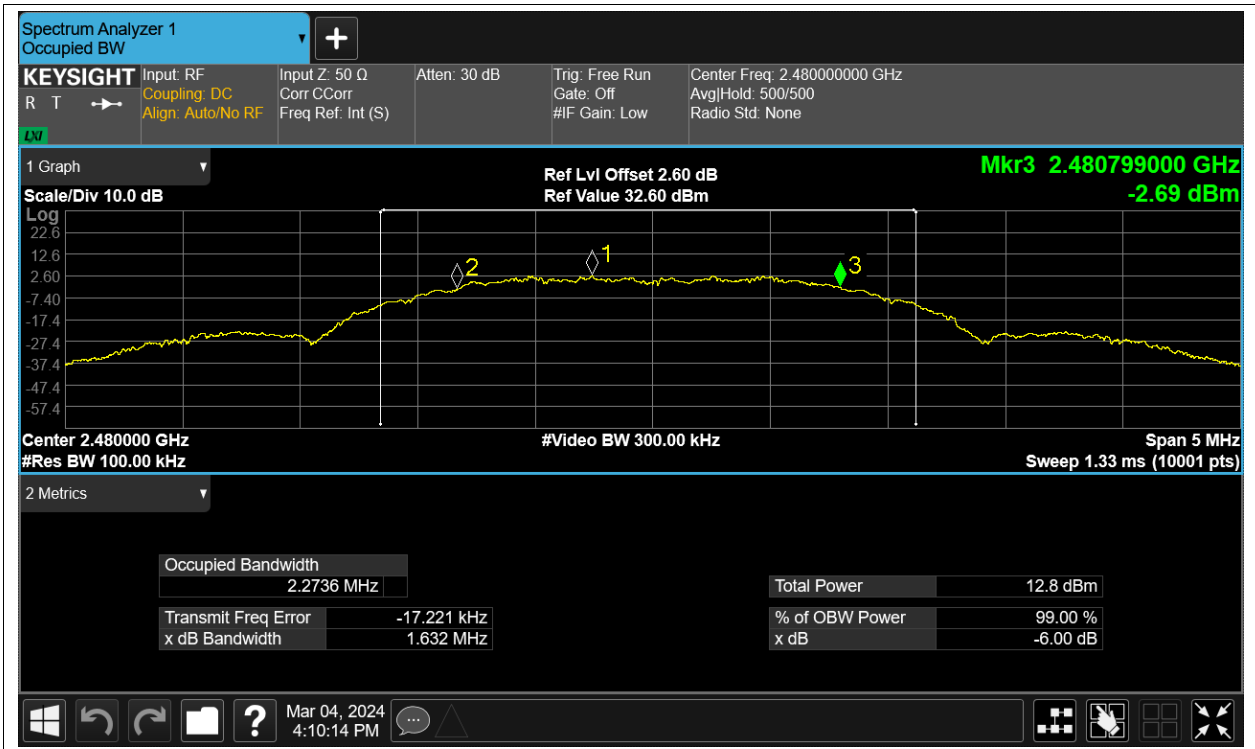 Spectrum Analyzer 1
Occupied BW
KEYSIGHT
R T
LXI
Input: RF
Coupling: DC
Align: Auto/No RF
Input Z: 50 Ω
Corr CCorr
Freq Ref: Int (S)
Atten: 30 dB
Trig: Free Run
Gate: Off
#IF Gain: Low
Center Freq: 2.480000000 GHz
Avg|Hold: 500/500
Radio Std: None
1 Graph
Scale/Div 10.0 dB
Ref Lvl Offset 2.60 dB
Ref Value 32.60 dBm
Mkr3 2.480799000 GHz
-2.69 dBm
Log
22.6
12.6
2.60
-7.40
-17.4
-27.4
-37.4
-47.4
-57.4
2
1
3
Center 2.480000 GHz
#Res BW 100.00 kHz
#Video BW 300.00 kHz
Span 5 MHz
Sweep 1.33 ms (10001 pts)
2 Metrics
Occupied Bandwidth
2.2736 MHz
Transmit Freq Error -17.221 kHz
x dB Bandwidth 1.632 MHz
Total Power 12.8 dBm
% of OBW Power 99.00 %
x dB -6.00 dB
?
Mar 04, 2024
4:10:14 PM